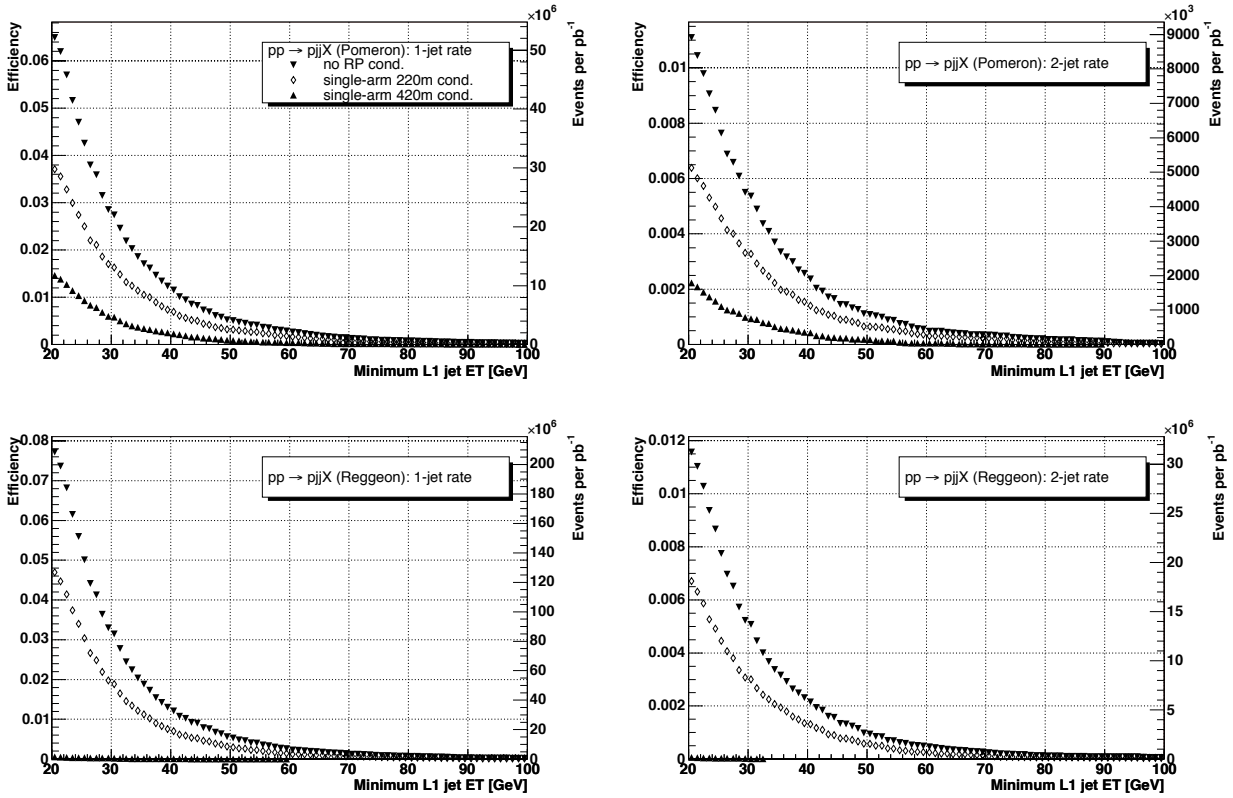 ×10⁶
Efficiency
0.06
0.05
0.04
0.03
0.02
0.01
0
pp → pjjX (Pomeron): 1-jet rate
no RP cond.
single-arm 220m cond.
single-arm 420m cond.
50
40
30
20
10
0
Events per pb⁻¹
20 30 40 50 60 70 80 90 100
Minimum L1 jet ET [GeV]
×10³
Efficiency
0.01
0.008
0.006
0.004
0.002
0
pp → pjjX (Pomeron): 2-jet rate
9000
8000
7000
6000
5000
4000
3000
2000
1000
0
Events per pb⁻¹
20 30 40 50 60 70 80 90 100
Minimum L1 jet ET [GeV]
×10⁶
Efficiency
0.08
0.07
0.06
0.05
0.04
0.03
0.02
0.01
0
pp → pjjX (Reggeon): 1-jet rate
200
180
160
140
120
100
80
60
40
20
0
Events per pb⁻¹
20 30 40 50 60 70 80 90 100
Minimum L1 jet ET [GeV]
×10⁶
Efficiency
0.012
0.01
0.008
0.006
0.004
0.002
0
pp → pjjX (Reggeon): 2-jet rate
30
25
20
15
10
5
0
Events per pb⁻¹
20 30 40 50 60 70 80 90 100
Minimum L1 jet ET [GeV]